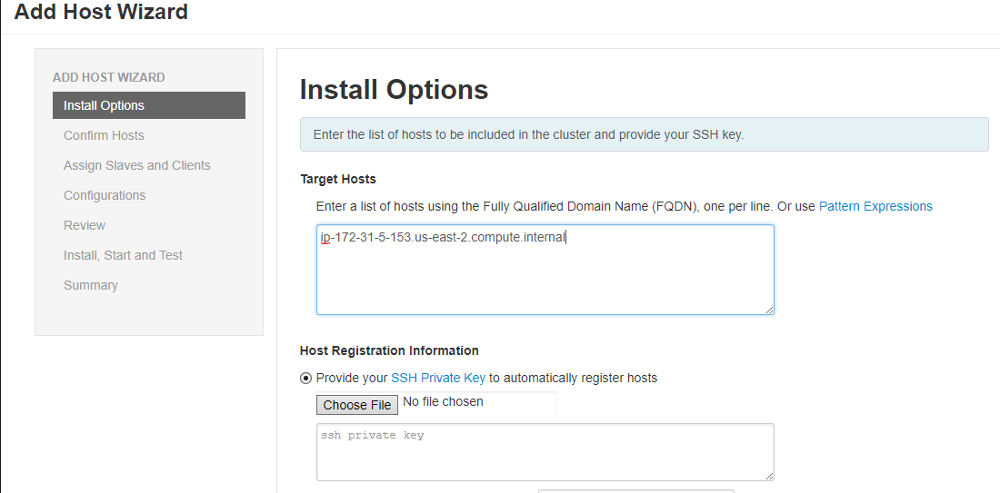 Add Host Wizard
ADD HOST WIZARD
Install Options
Confirm Hosts
Assign Slaves and Clients
Configurations
Review
Install, Start and Test
Summary
Install Options
Enter the list of hosts to be included in the cluster and provide your SSH key.
Target Hosts
Enter a list of hosts using the Fully Qualified Domain Name (FQDN), one per line. Or use Pattern Expressions
ip-172-31-5-153.us-east-2.compute.internal
Host Registration Information
Provide your SSH Private Key to automatically register hosts
Choose File No file chosen
ssh private key